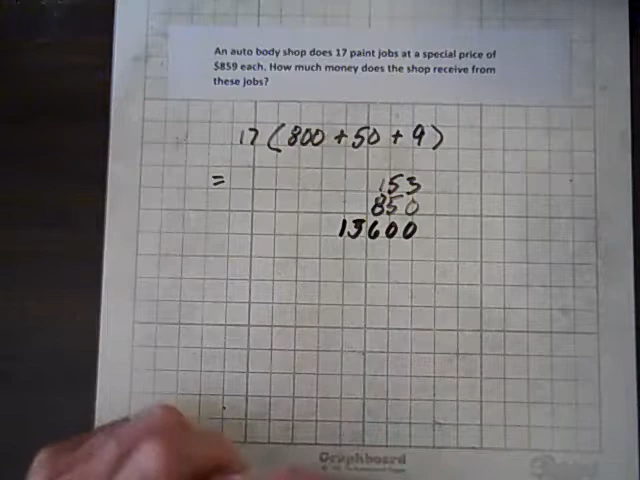 An auto body shop does 17 paint jobs at a special price of
$859 each. How much money does the shop receive from
these jobs?
17 (800 + 50 + 9)
= 153
850
13600
Graphboard